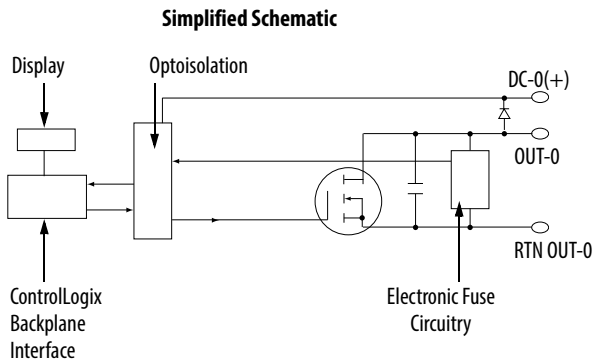 Simplified Schematic
Display
Optoisolation
DC-0(+)
OUT-0
RTN OUT-0
ControlLogix
Backplane
Interface
Electronic Fuse
Circuitry